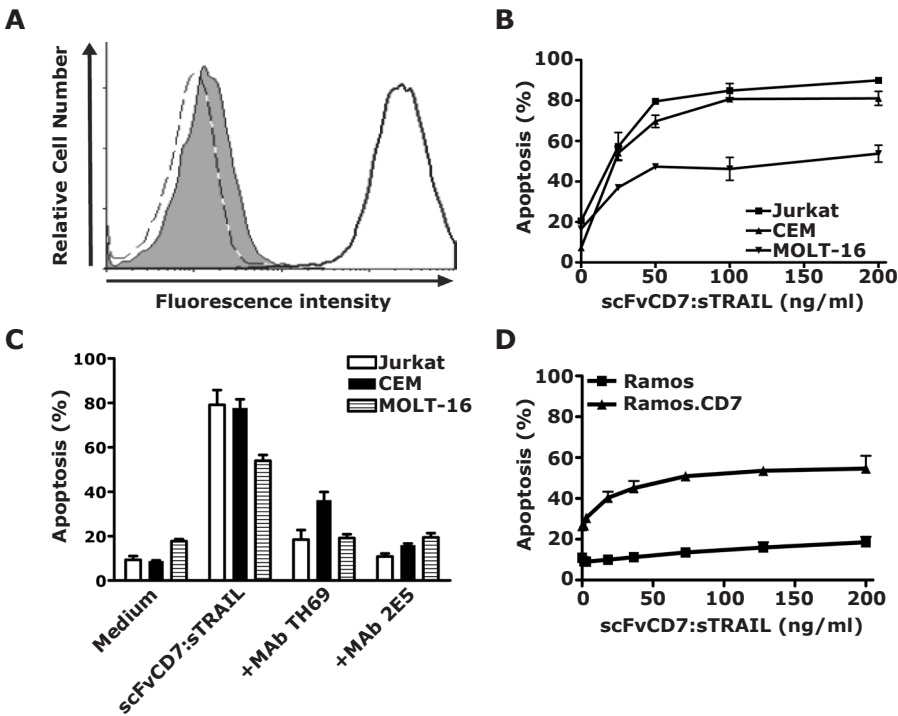 A
Relative Cell Number
Fluorescence intensity
B
Apoptosis (%)
100
80
60
40
20
0
Jurkat
CEM
MOLT-16
0 50 100 150 200
scFvCD7:sTRAIL (ng/ml)
C
Apoptosis (%)
100
80
60
40
20
0
Jurkat
CEM
MOLT-16
Medium
scFvCD7:sTRAIL
+MAb TH69
+MAb 2E5
D
Apoptosis (%)
100
80
60
40
20
0
Ramos
Ramos.CD7
0 50 100 150 200
scFvCD7:sTRAIL (ng/ml)